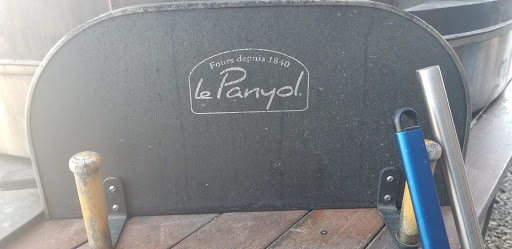 Fours depuis 1840
Le Panyol